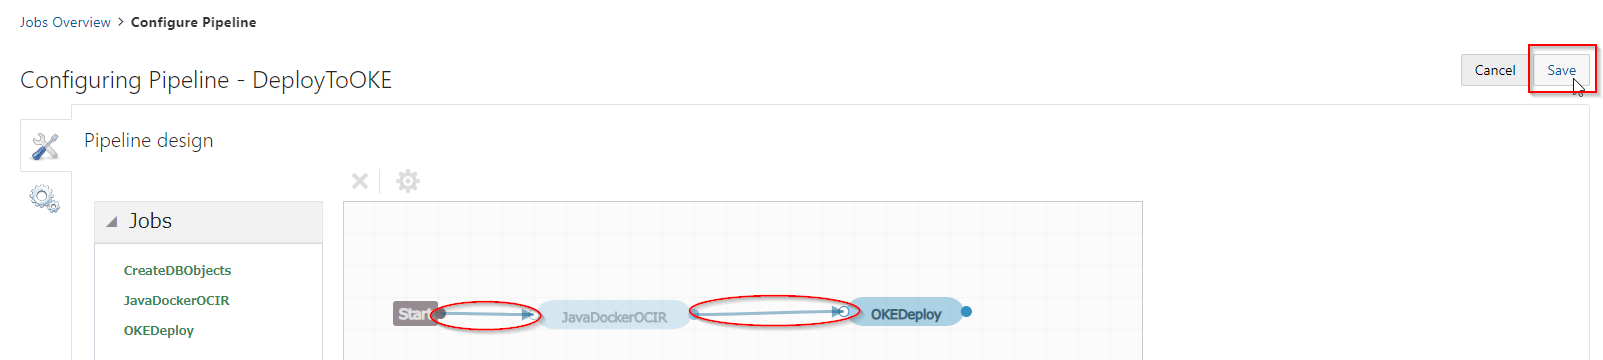 Jobs Overview > Configure Pipeline
Cancel Save
Configuring Pipeline - DeployToOKE
Pipeline design
Jobs
CreateDBObjects
JavaDockerOCIR
OKEDeploy
Start JavaDockerOCIR OKEDeploy